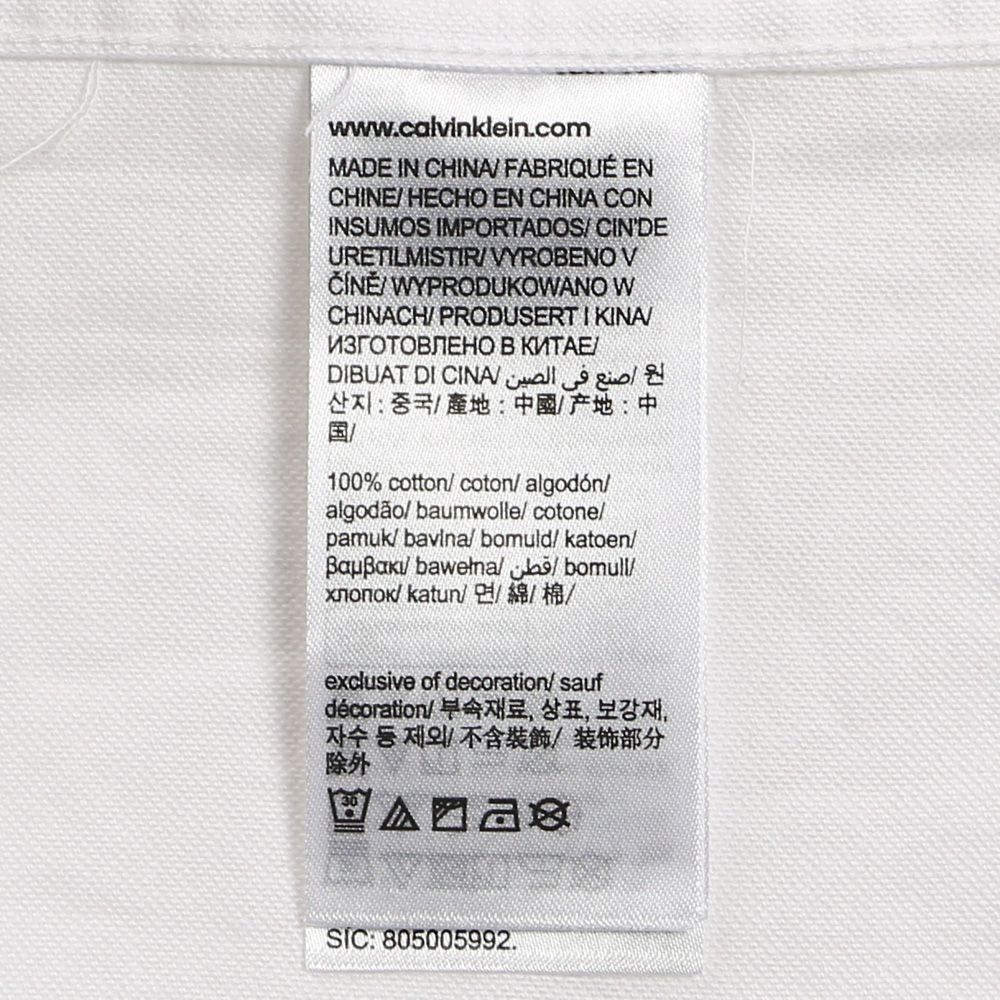 www.calvinklein.com
MADE IN CHINA/ FABRIQUÉ EN
CHINE/ HECHO EN CHINA CON
INSUMOS IMPORTADOS/ CIN'DE
URETILMISTIR/ VYROBENO V
ČÍNĚ/ WYPRODUKOWANO W
CHINACH/ PRODUSERT I KINA/
ИЗГОТОВЛЕНО В КИТАЕ/
DIBUAT DI CINA/ صنع في الصين/ 원
산지 : 중국/ 產地 : 中國/ 产地 : 中
国/
100% cotton/ coton/ algodón/
algodão/ baumwolle/ cotone/
pamuk/ bavlna/ bomuld/ katoen/
βαμβακι/ bawełna/ قطن/ bomull/
хлопок/ katun/ 면/ 綿/ 棉/
exclusive of decoration/ sauf
décoration/ 부속재료, 상표, 보강재,
자수 등 제외/ 不含裝飾/ 装饰部分
除外
30
SIC: 805005992.